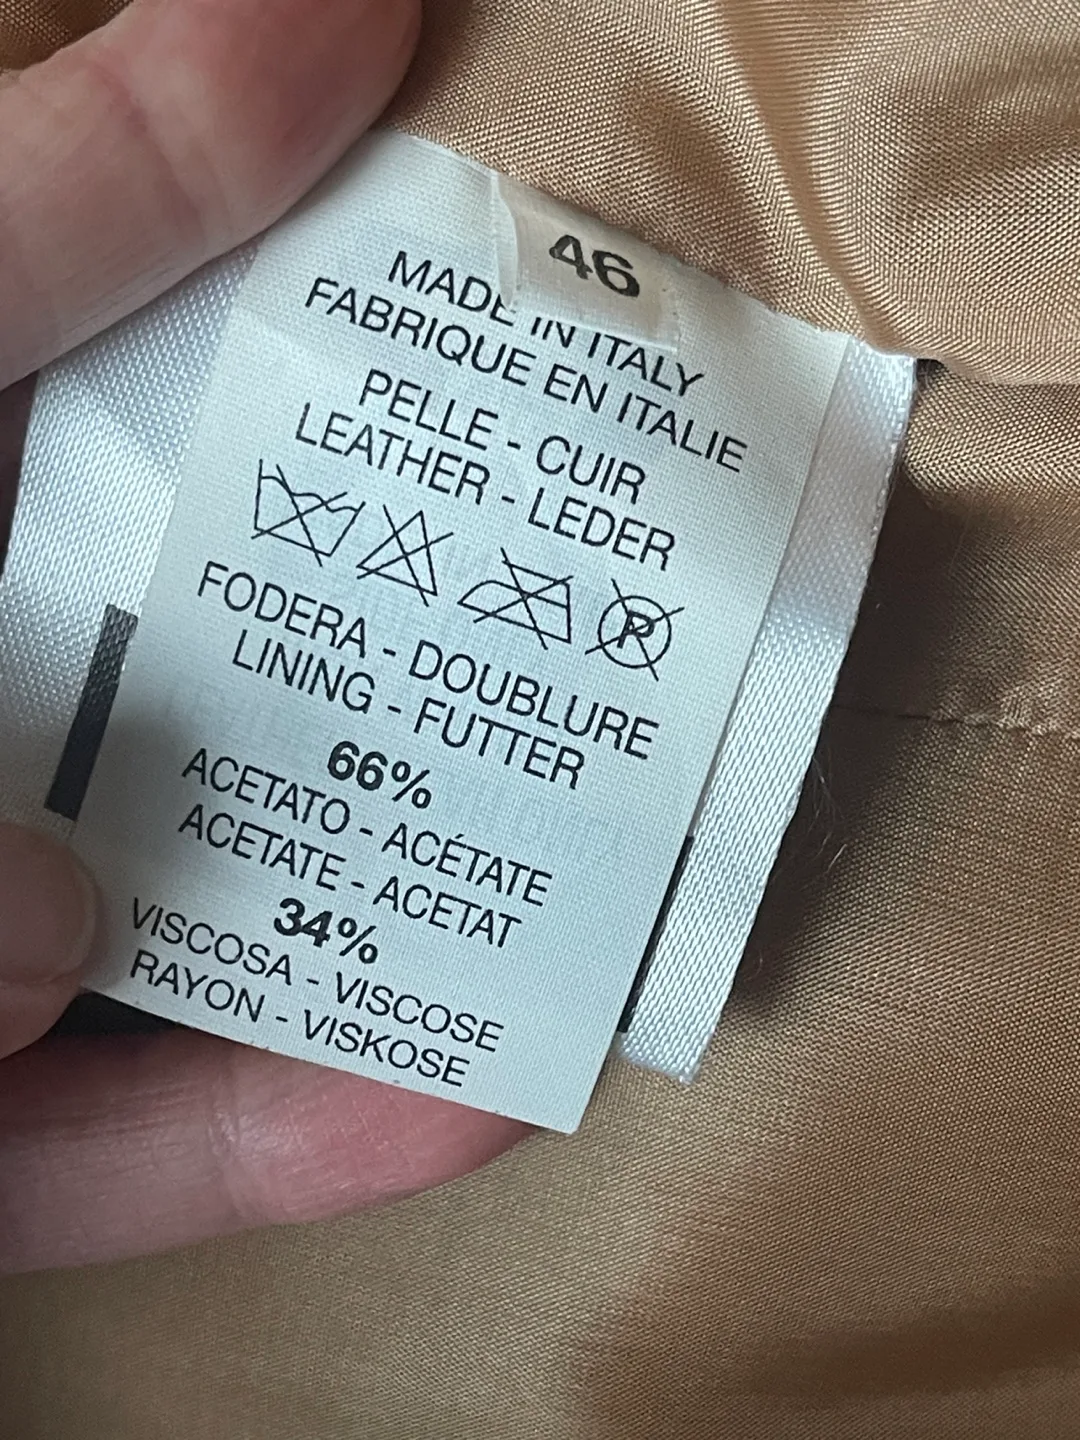 46
MADE IN ITALY
FABRIQUE EN ITALIE
PELLE - CUIR
LEATHER - LEDER
P
FODERA - DOUBLURE
LINING - FUTTER
66%
ACETATO - ACÉTATE
ACETATE - ACETAT
34%
VISCOSA - VISCOSE
RAYON - VISKOSE